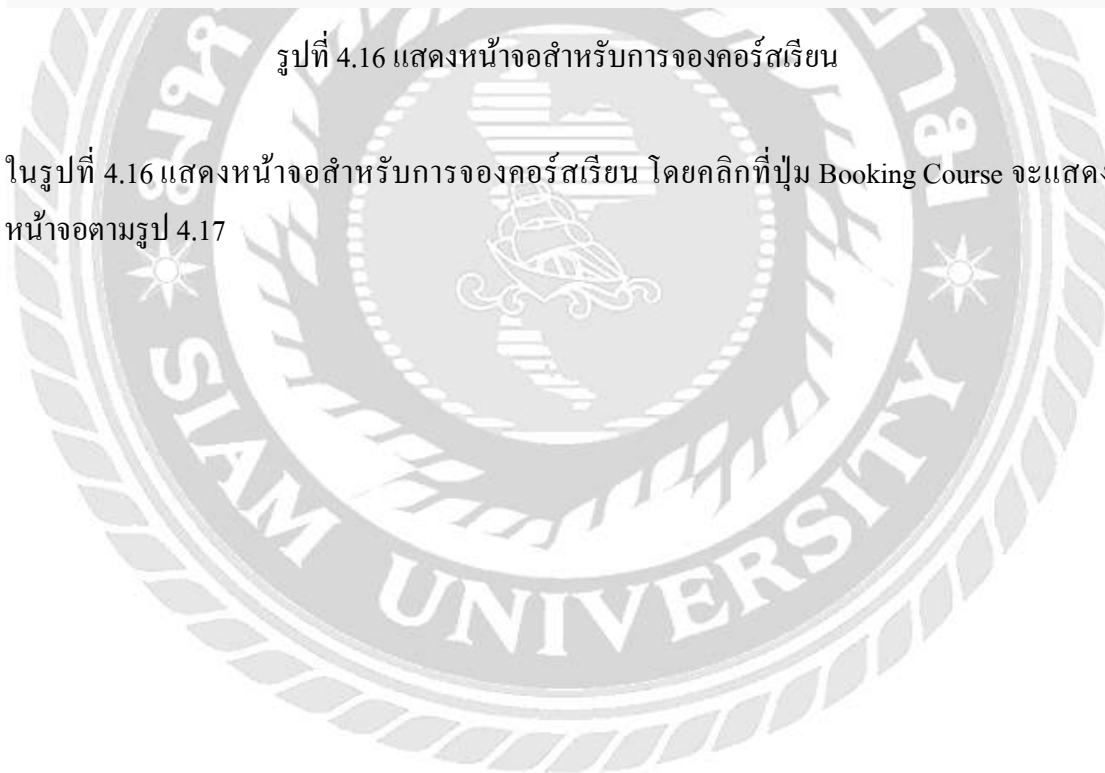 รูปที่ 4.16 แสดงหน้าจอสำหรับการจองคอร์สเรียน
ในรูปที่ 4.16 แสดงหน้าจอสำหรับการจองคอร์สเรียน โดยคลิกที่ปุ่ม Booking Course จะแสดง
หน้าจอตามรูป 4.17
SIAM UNIVERSITY